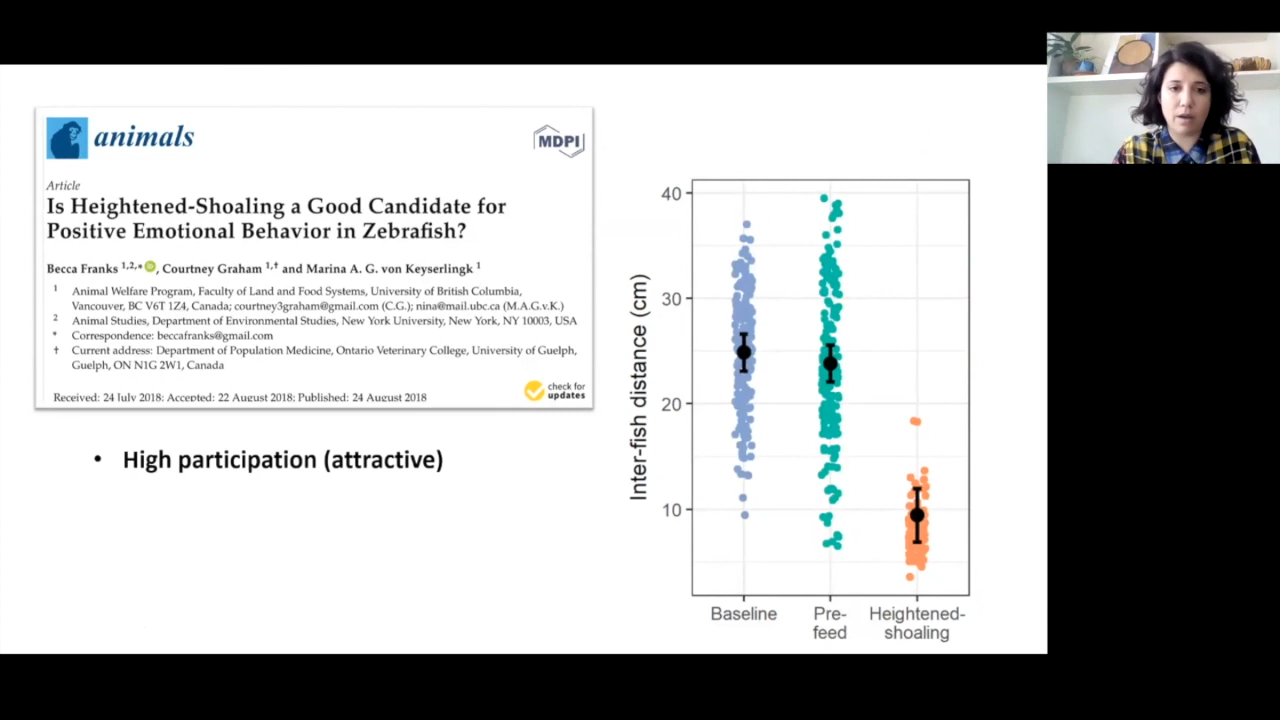 animals
MDPI
Article
Is Heightened-Shoaling a Good Candidate for
Positive Emotional Behavior in Zebrafish?
Becca Franks 1,2,* , Courtney Graham 1,† and Marina A. G. von Keyserlingk 1
1 Animal Welfare Program, Faculty of Land and Food Systems, University of British Columbia,
Vancouver, BC V6T 1Z4, Canada; courtney3graham@gmail.com (C.G.); nina@mail.ubc.ca (M.A.G.v.K.)
2 Animal Studies, Department of Environmental Studies, New York University, New York, NY 10003, USA
* Correspondence: beccafranks@gmail.com
† Current address: Department of Population Medicine, Ontario Veterinary College, University of Guelph,
Guelph, ON N1G 2W1, Canada
Received: 24 July 2018; Accepted: 22 August 2018; Published: 24 August 2018
check for
updates
• High participation (attractive)
Inter-fish distance (cm)
40
30
20
10
Baseline
Pre-
feed
Heightened-
shoaling